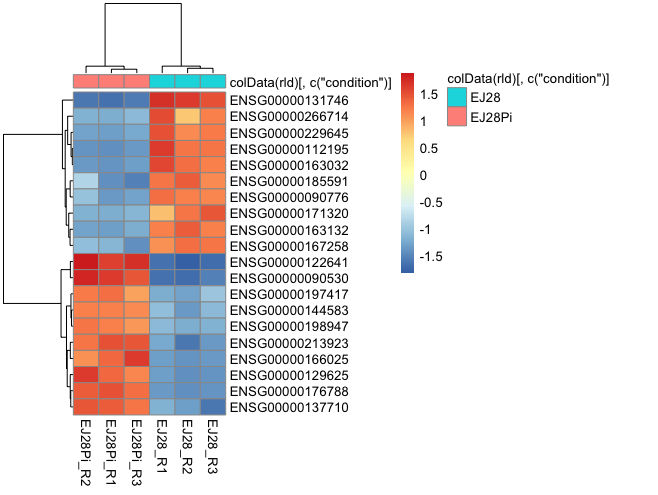 colData(rld)[, c("condition")]
ENSG00000131746
ENSG00000266714
ENSG00000229645
ENSG00000112195
ENSG00000163032
ENSG00000185591
ENSG00000090776
ENSG00000171320
ENSG00000163132
ENSG00000167258
ENSG00000122641
ENSG00000090530
ENSG00000197417
ENSG00000144583
ENSG00000198947
ENSG00000213923
ENSG00000166025
ENSG00000129625
ENSG00000176788
ENSG00000137710
EJ28Pi_R2
EJ28Pi_R1
EJ28Pi_R3
EJ28_R1
EJ28_R2
EJ28_R3
1.5
1
0.5
0
-0.5
-1
-1.5
colData(rld)[, c("condition")]
EJ28
EJ28Pi